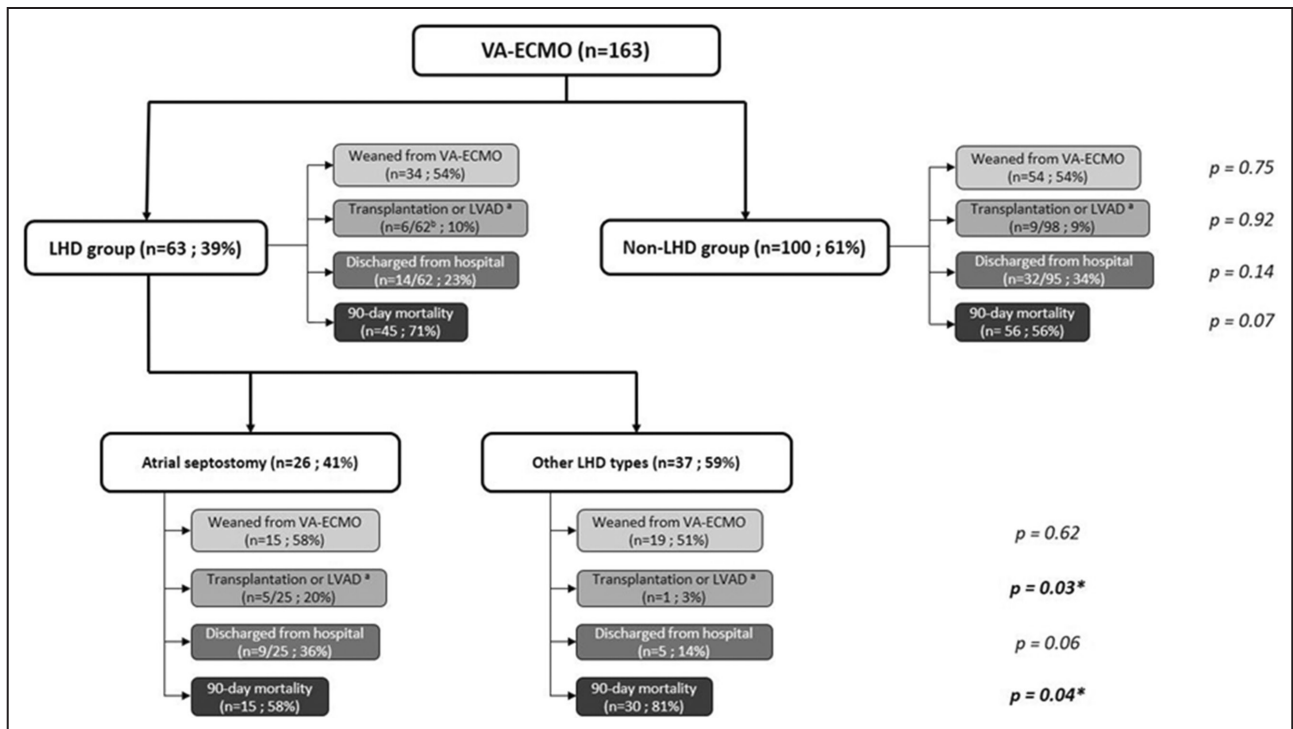 VA-ECMO (n=163)
LHD group (n=63 ; 39%)
Weaned from VA-ECMO
(n=34 ; 54%)
Transplantation or LVAD ᵃ
(n=6/62ᵇ ; 10%)
Discharged from hospital
(n=14/62 ; 23%)
90-day mortality
(n=45 ; 71%)
Non-LHD group (n=100 ; 61%)
Weaned from VA-ECMO
(n=54 ; 54%)
p = 0.75
Transplantation or LVAD ᵃ
(n=9/98 ; 9%)
p = 0.92
Discharged from hospital
(n=32/95 ; 34%)
p = 0.14
90-day mortality
(n= 56 ; 56%)
p = 0.07
Atrial septostomy (n=26 ; 41%)
Weaned from VA-ECMO
(n=15 ; 58%)
Transplantation or LVAD ᵃ
(n=5/25 ; 20%)
Discharged from hospital
(n=9/25 ; 36%)
90-day mortality
(n=15 ; 58%)
Other LHD types (n=37 ; 59%)
Weaned from VA-ECMO
(n=19 ; 51%)
p = 0.62
Transplantation or LVAD ᵃ
(n=1 ; 3%)
p = 0.03*
Discharged from hospital
(n=5 ; 14%)
p = 0.06
90-day mortality
(n=30 ; 81%)
p = 0.04*